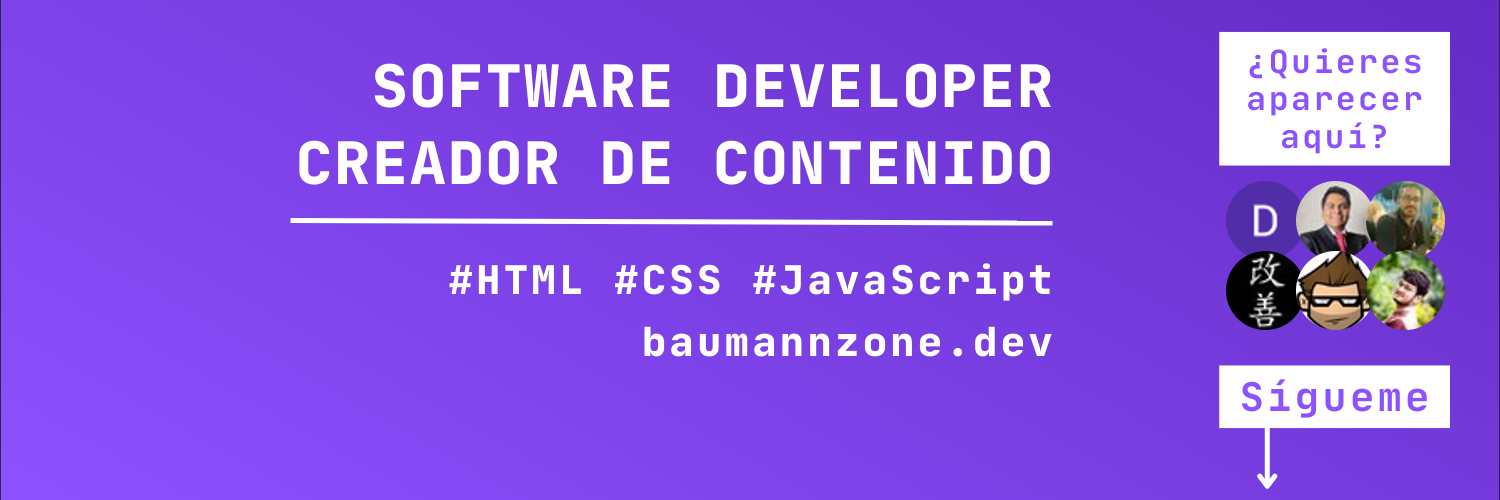 SOFTWARE DEVELOPER
CREADOR DE CONTENIDO
#HTML #CSS #JavaScript
baumannzone.dev
¿Quieres
aparecer
aquí?
D
改
善
Sígueme